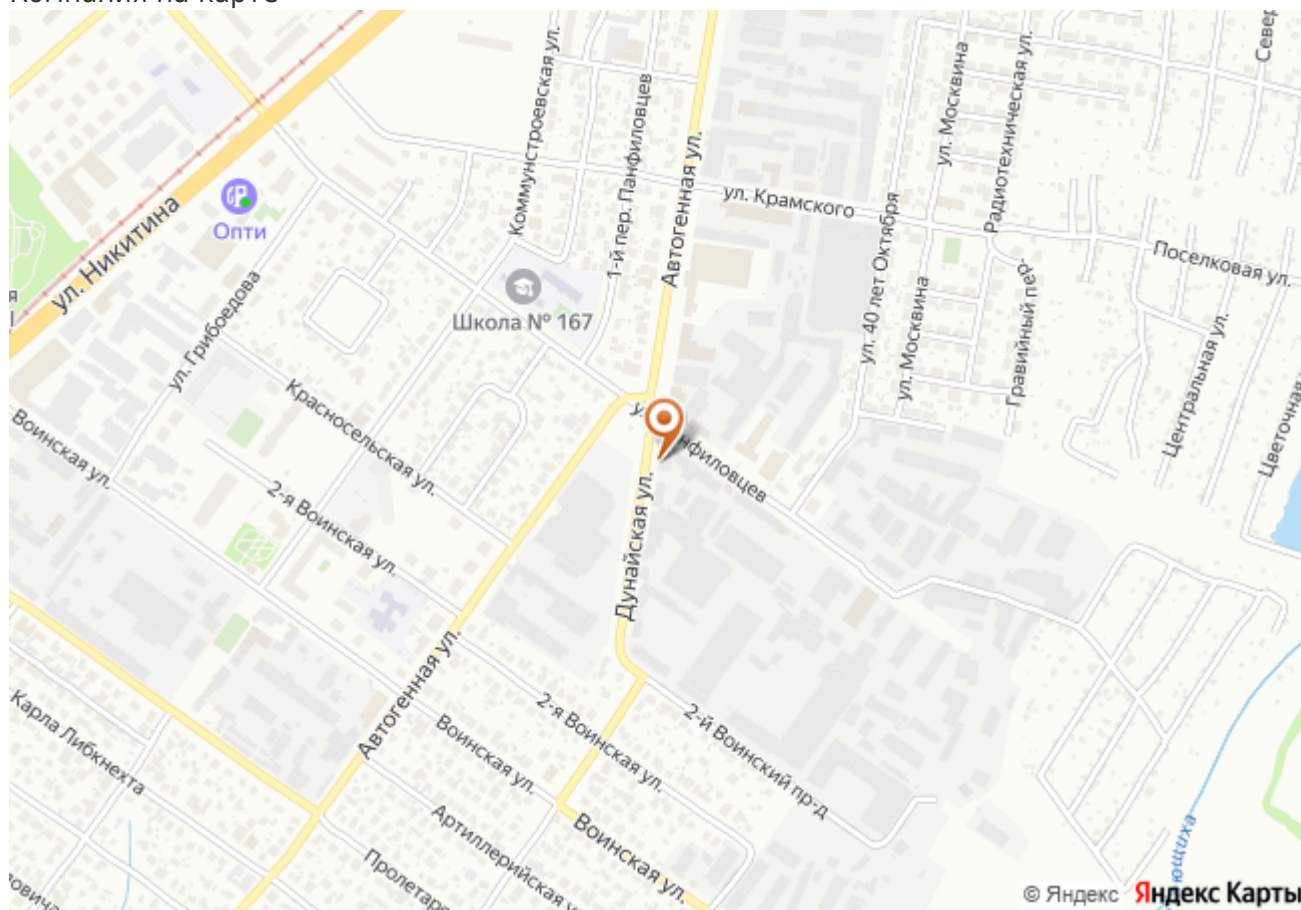 Компания на карте
Коммунстроевская ул.
1-й пер. Панфиловцев
Автогенная ул.
ул. Москвина
Радиотехническая ул.
Север
ул. Крамского
Поселковая ул.
ул. Никитина
Опти
Школа № 167
ул. Грибоедова
ул. 40 лет Октября
ул. Москвина
Гравийный пер.
Центральная ул.
Цветочная
Красносельская ул.
Воинская ул.
2-я Воинская ул.
Дунайская ул.
Автогенная ул.
2-я Воинская ул.
2-й Воинский пр-д
Карла Либкнехта
Воинская ул.
Артиллерийская ул.
Воинская ул.
Пролетар
© Яндекс Яндекс Карты